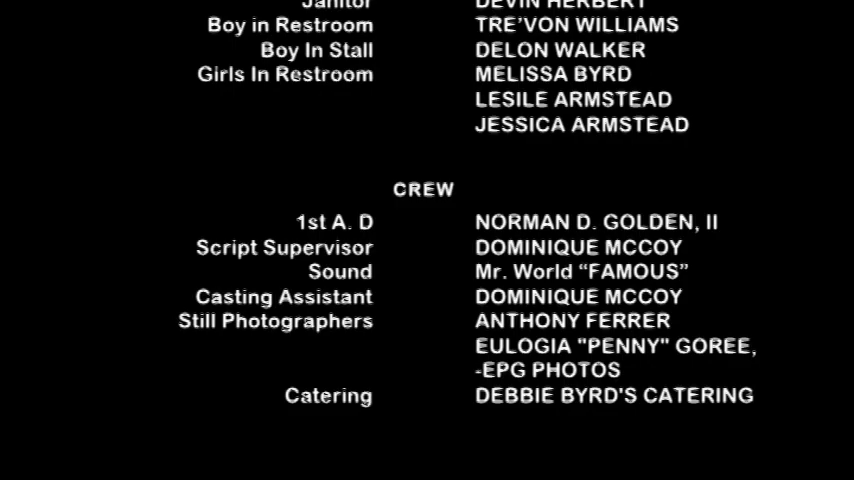 Janitor DEVIN HERBERT
Boy in Restroom TRE’VON WILLIAMS
Boy In Stall DELON WALKER
Girls In Restroom MELISSA BYRD
LESILE ARMSTEAD
JESSICA ARMSTEAD
CREW
1st A. D NORMAN D. GOLDEN, II
Script Supervisor DOMINIQUE MCCOY
Sound Mr. World “FAMOUS”
Casting Assistant DOMINIQUE MCCOY
Still Photographers ANTHONY FERRER
EULOGIA "PENNY" GOREE,
-EPG PHOTOS
Catering DEBBIE BYRD'S CATERING